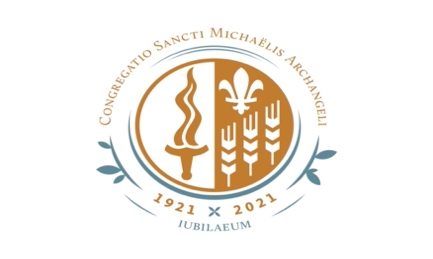 Congregatio Sancti Michaëlis Archangeli
1921 2021
IUBILAEUM